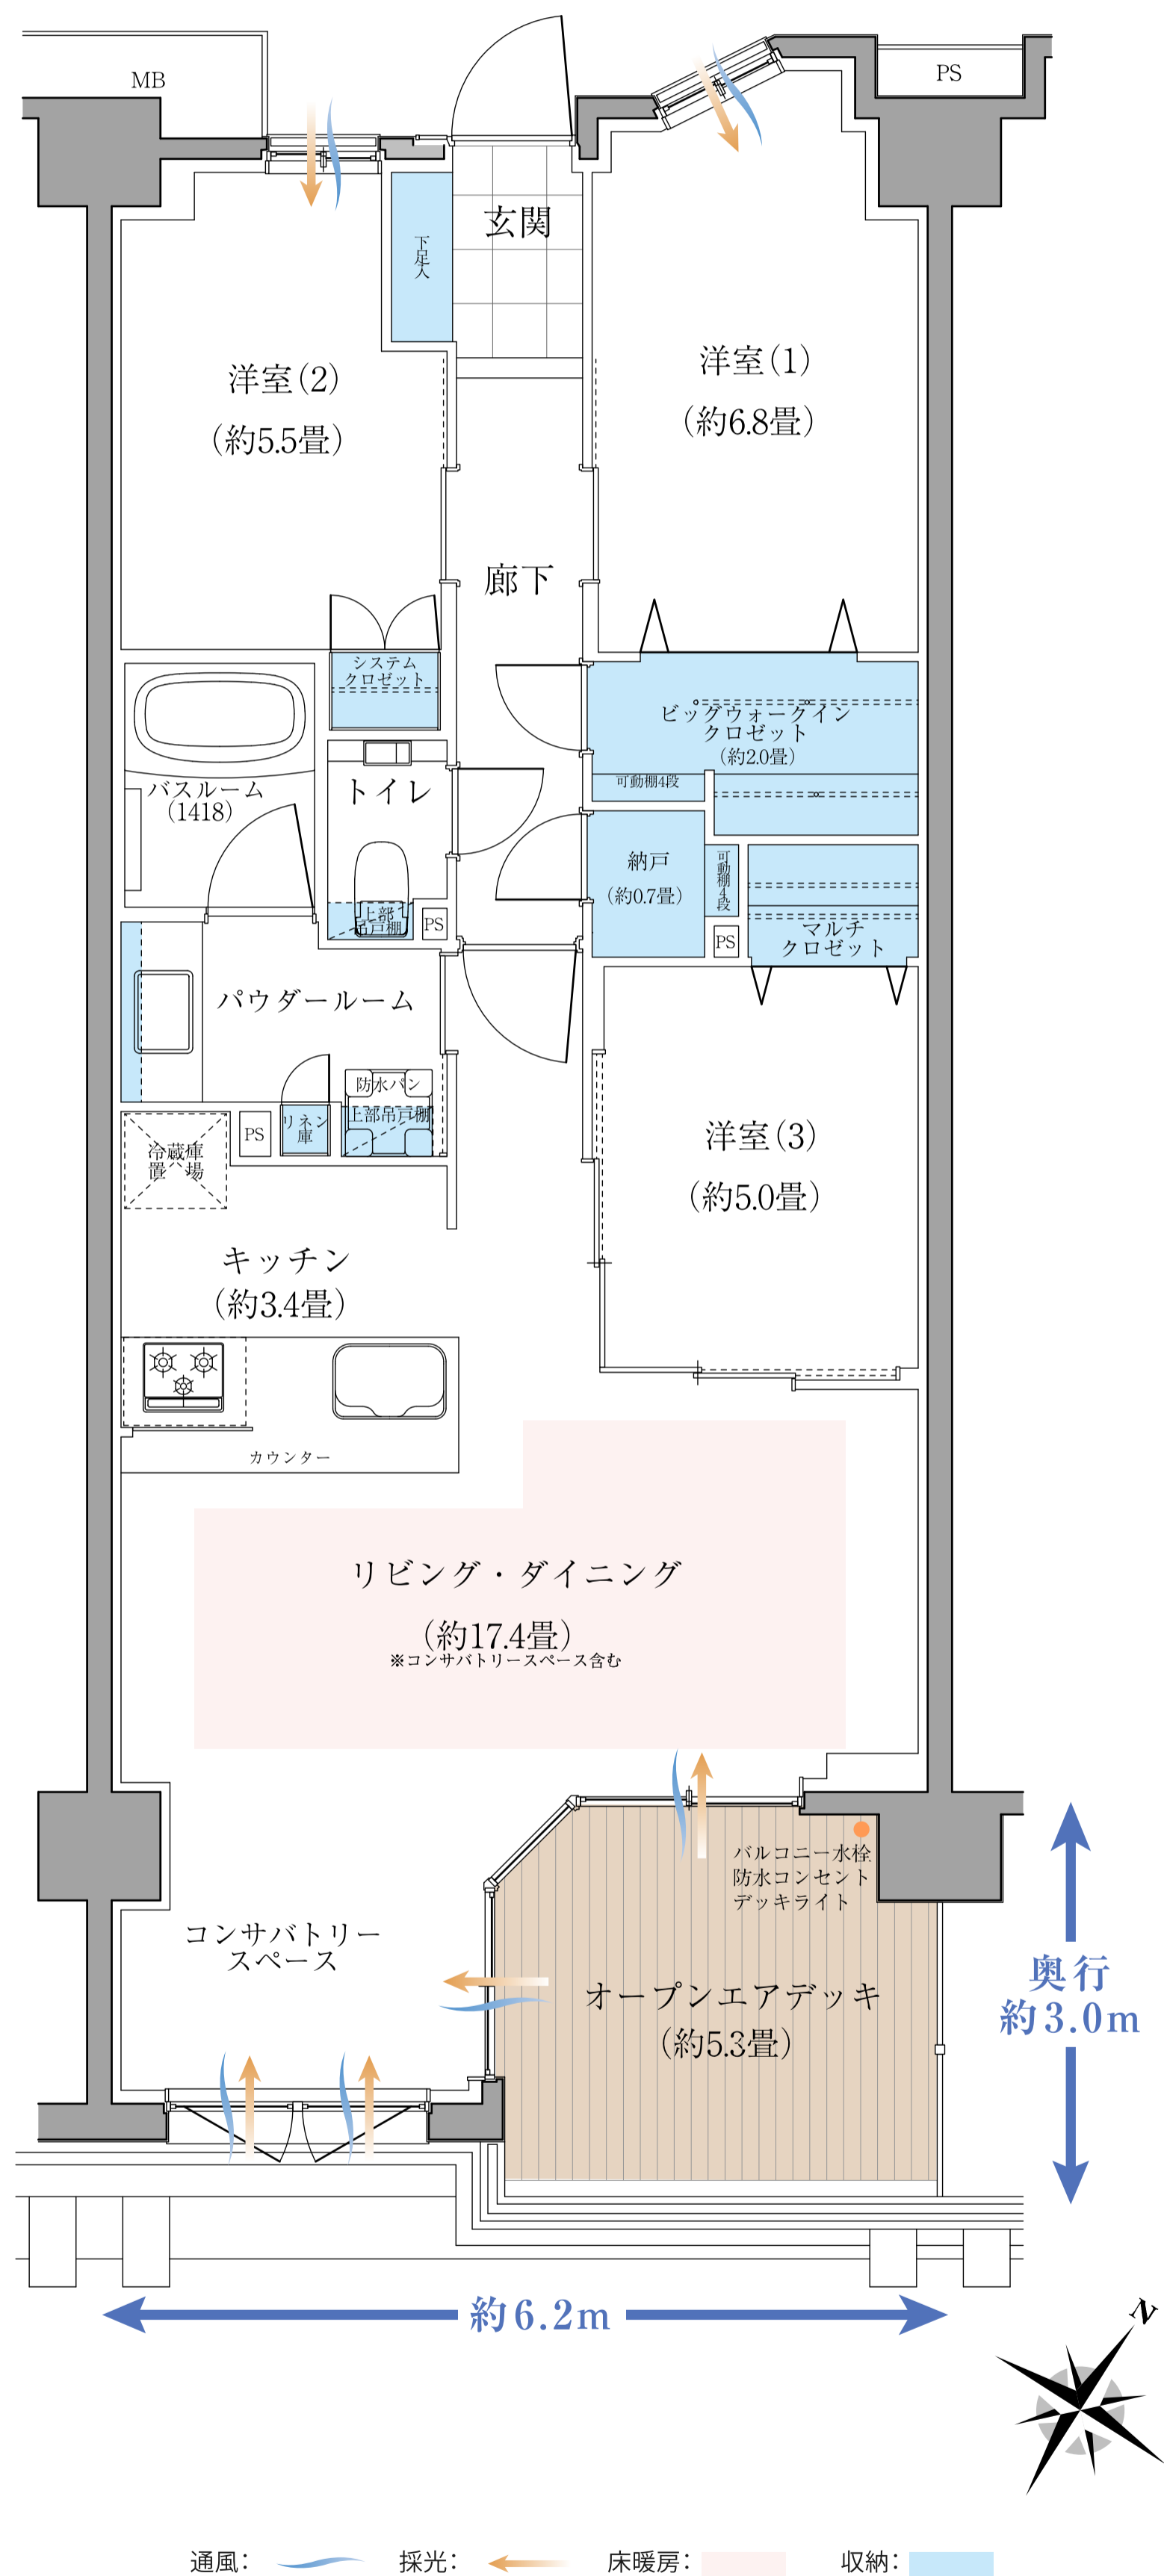 MB
PS
玄関
下足入
洋室(1)
(約6.8畳)
洋室(2)
(約5.5畳)
廊下
システム
クロゼット
ビッグウォークイン
クロゼット
(約2.0畳)
可動棚4段
バスルーム
(1418)
トイレ
上部
吊戸棚
PS
納戸
(約0.7畳)
可動棚4段
PS
マルチ
クロゼット
パウダールーム
防水パン
上部吊戸棚
リネン
庫
PS
冷蔵庫
置場
洋室(3)
(約5.0畳)
キッチン
(約3.4畳)
カウンター
リビング・ダイニング
(約17.4畳)
※コンサバトリースペース含む
バルコニー水栓
防水コンセント
デッキライト
コンサバトリー
スペース
オープンエアデッキ
(約5.3畳)
奥行
約3.0m
約6.2m
N
通風:
採光:
床暖房:
収納: